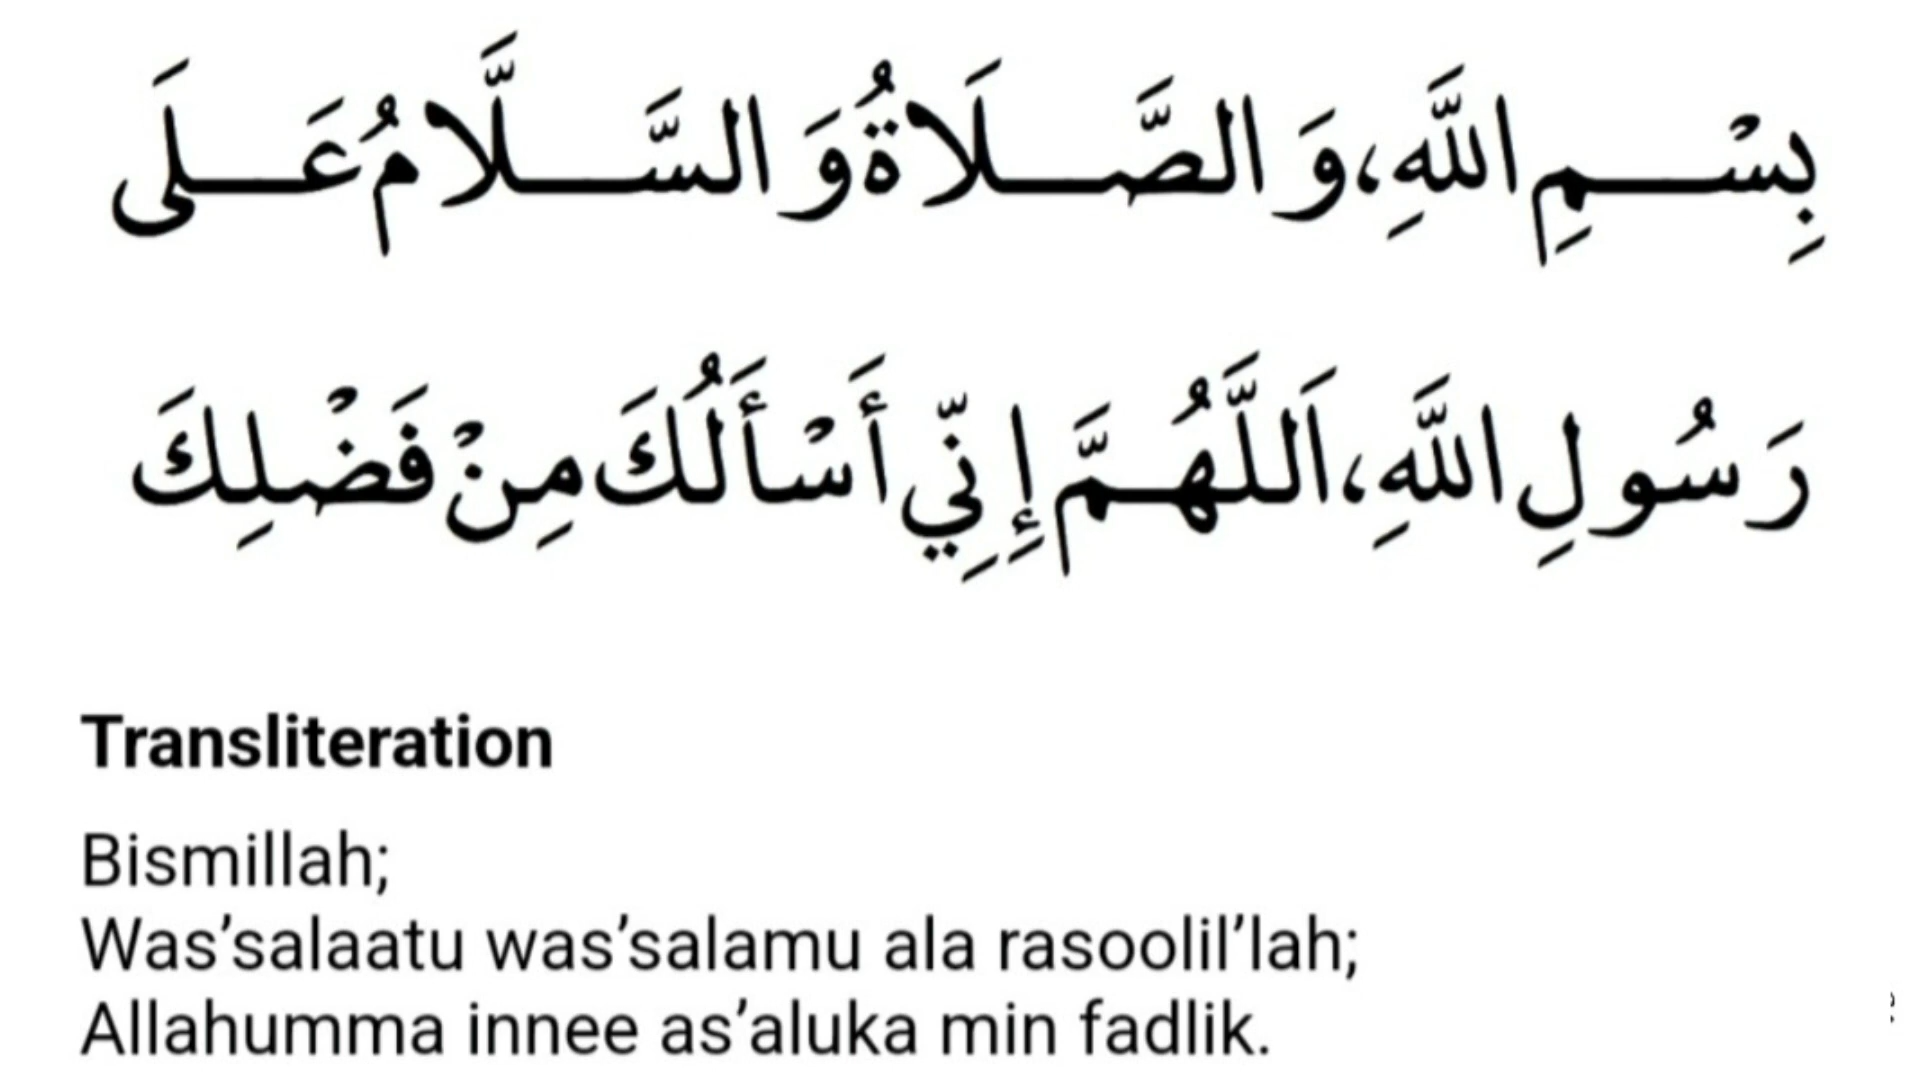 بِسْمِ اللَّهِ، وَ الصَّلَاةُ وَ السَّلَّامُ عَلَى
رَسُولِ اللَّهِ، اَللَّهُمَّ إِنِّي أَسْأَلُكَ مِنْ فَضْلِكَ
Transliteration
Bismillah;
Was’salaatu was’salamu ala rasoolil’lah;
Allahumma innee as’aluka min fadlik.